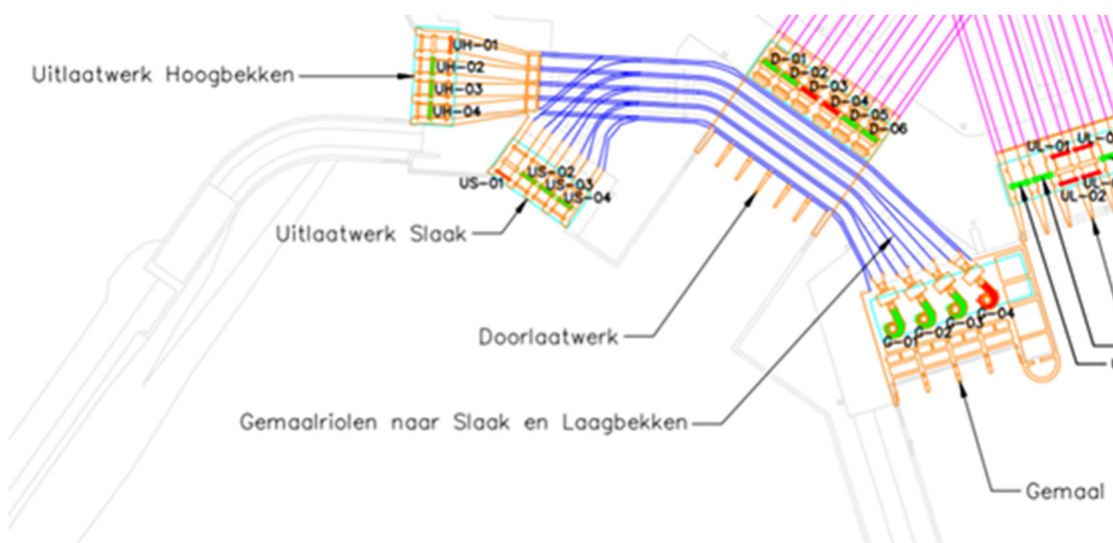 UH-01
Uitlaatwerk Hoogbekken
UH-02
UH-03
UH-04
D-01
D-02
D-03
D-04
D-05
D-06
UL-01
UL-02
US-01
US-02
US-03
US-04
Uitlaatwerk Slaak
Doorlaatwerk
G-01
G-02
G-03
G-04
Gemaalriolen naar Slaak en Laagbekken
Gemaal